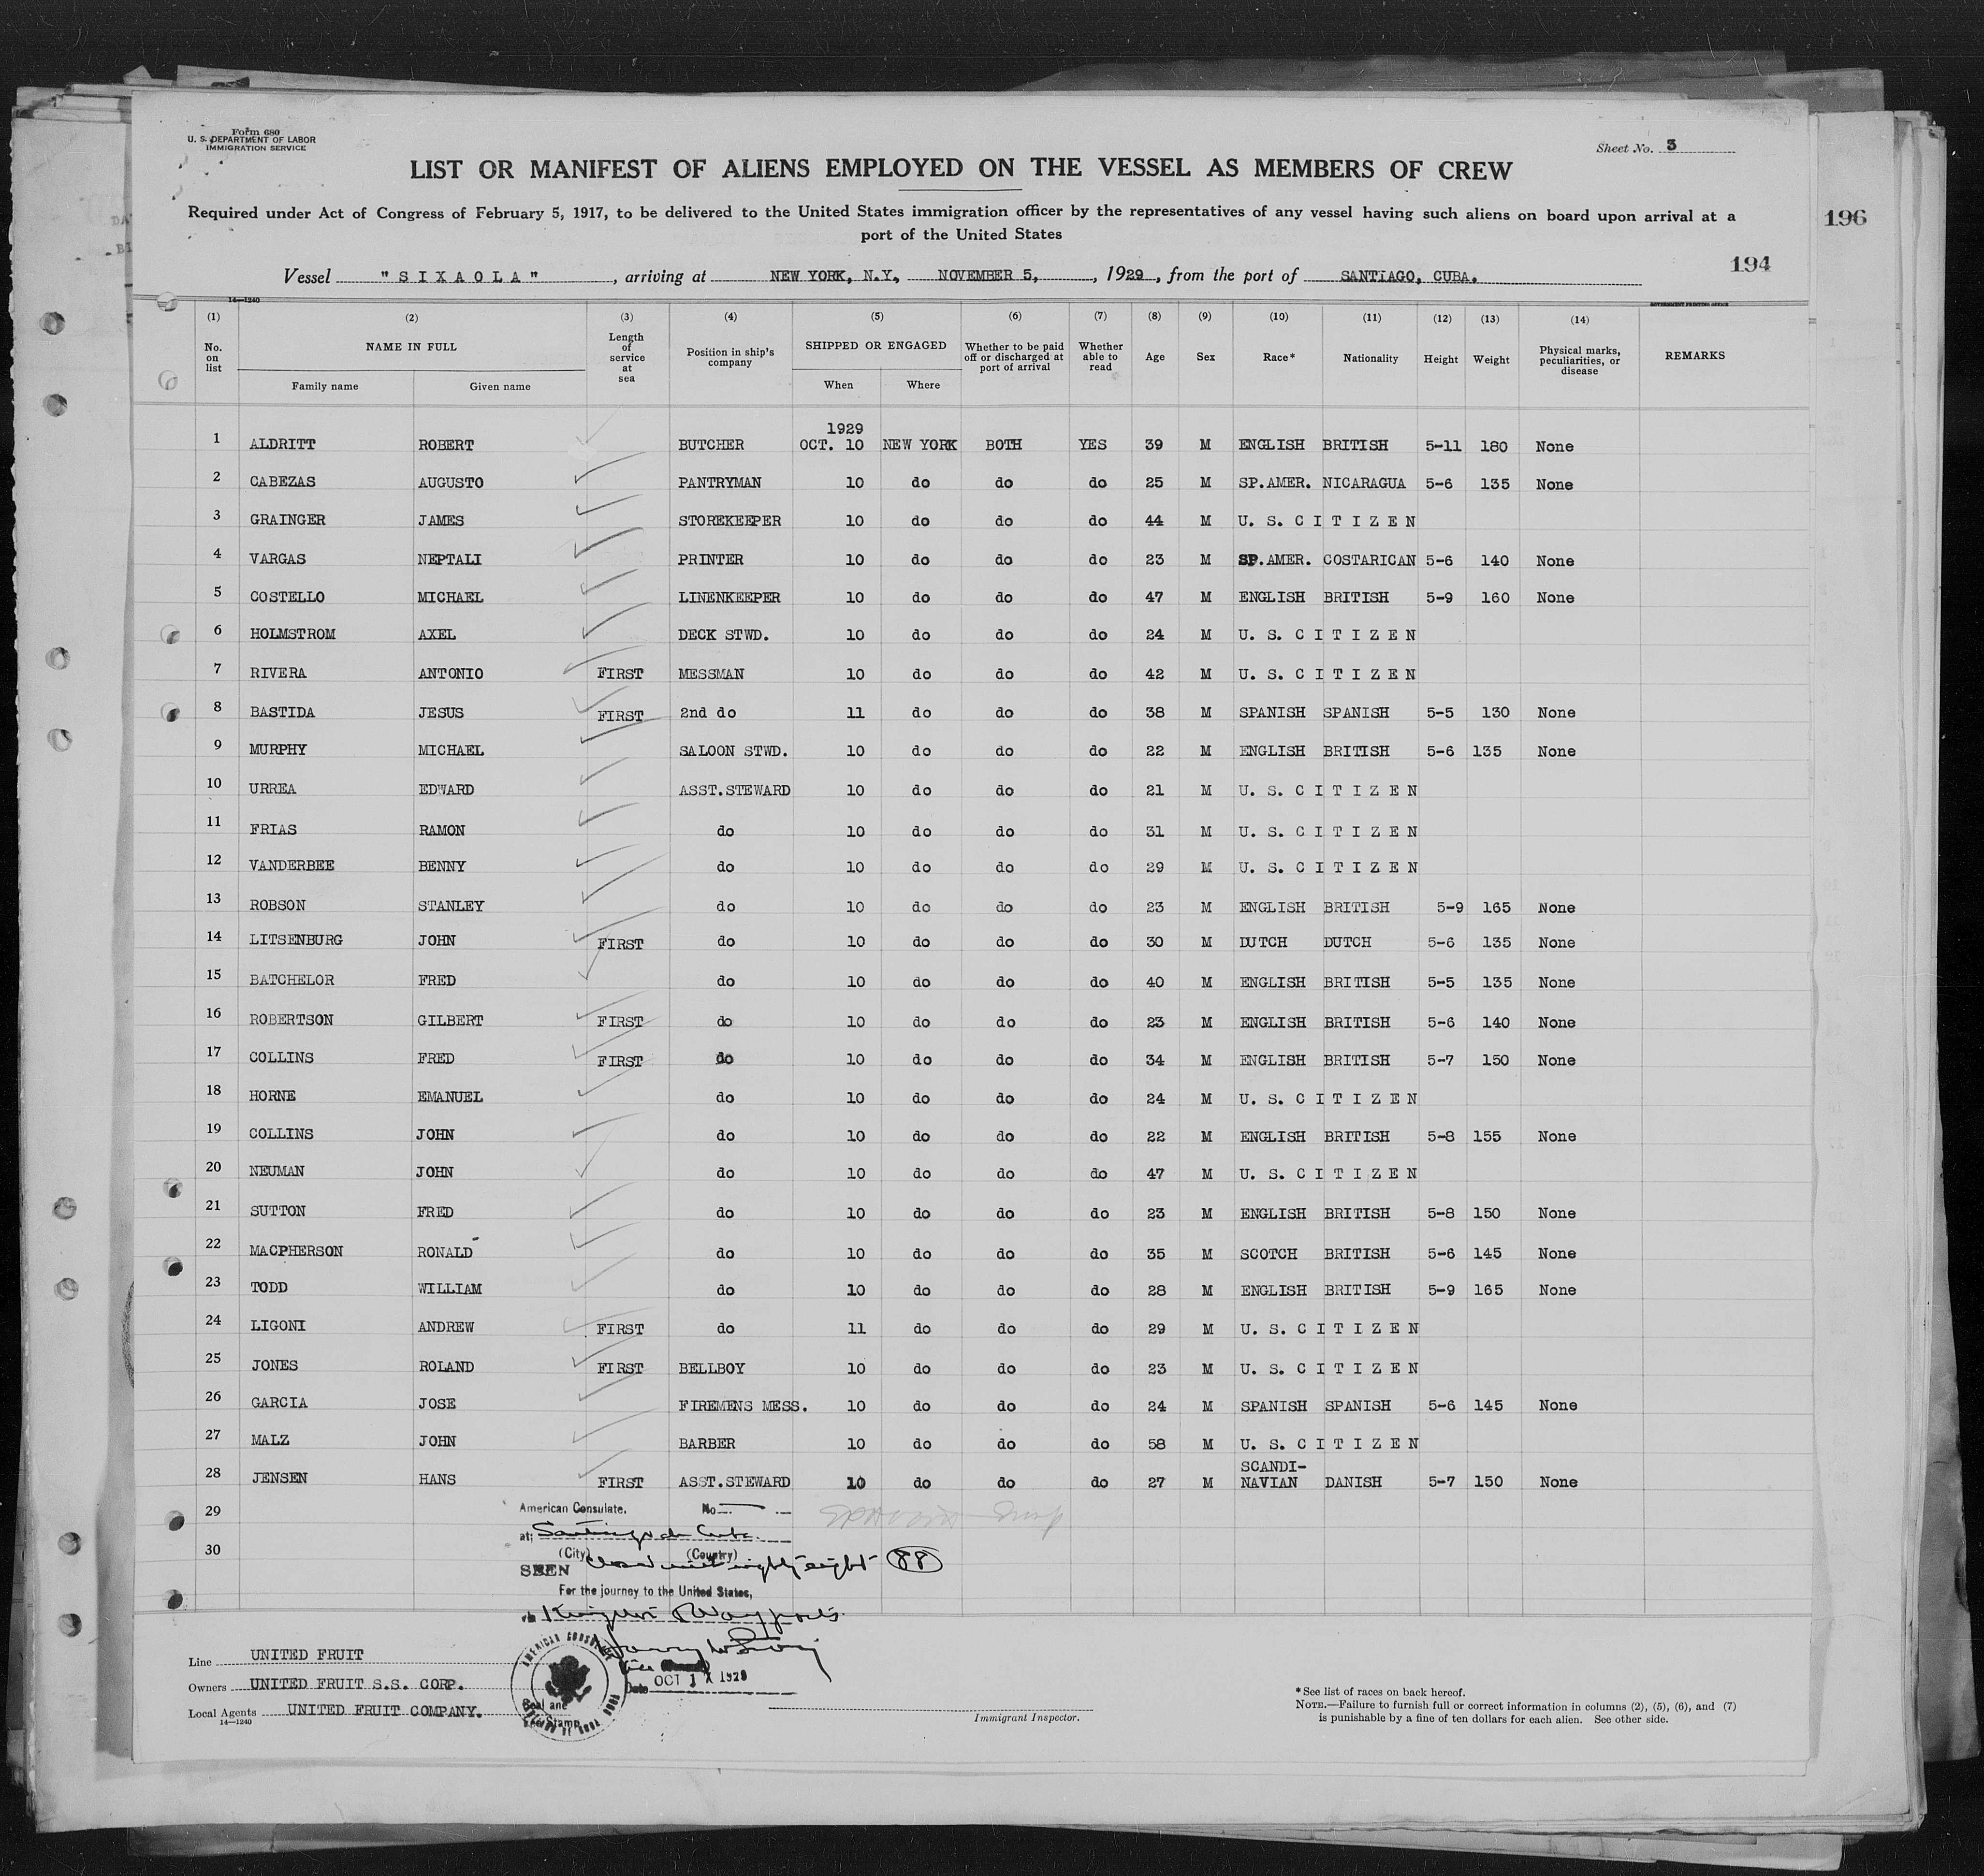 Form 680
U. S. DEPARTMENT OF LABOR
IMMIGRATION SERVICE
Sheet No. 3
LIST OR MANIFEST OF ALIENS EMPLOYED ON THE VESSEL AS MEMBERS OF CREW
Required under Act of Congress of February 5, 1917, to be delivered to the United States immigration officer by the representatives of any vessel having such aliens on board upon arrival at a
port of the United States
196
194
Vessel "SIXAOLA", arriving at NEW YORK, N.Y, NOVEMBER 5, , 1929, from the port of SANTIAGO, CUBA.
14—1240
GOVERNMENT PRINTING OFFICE
(1) (2) (3) (4) (5) (6) (7) (8) (9) (10) (11) (12) (13) (14)
No. on list NAME IN FULL Length of service at sea Position in ship's company SHIPPED OR ENGAGED Whether to be paid off or discharged at port of arrival Whether able to read Age Sex Race* Nationality Height Weight Physical marks, peculiarities, or disease REMARKS
Family name Given name When Where
1929
1 ALDRITT ROBERT BUTCHER OCT. 10 NEW YORK BOTH YES 39 M ENGLISH BRITISH 5-11 180 None
2 CABEZAS AUGUSTO PANTRYMAN 10 do do do 25 M SP.AMER. NICARAGUA 5-6 135 None
3 GRAINGER JAMES STOREKEEPER 10 do do do 44 M U. S. CITIZEN
4 VARGAS NEPTALI PRINTER 10 do do do 23 M SP.AMER. COSTARICAN 5-6 140 None
5 COSTELLO MICHAEL LINENKEEPER 10 do do do 47 M ENGLISH BRITISH 5-9 160 None
6 HOLMSTROM AXEL DECK STWD. 10 do do do 24 M U. S. CITIZEN
7 RIVERA ANTONIO FIRST MESSMAN 10 do do do 42 M U. S. CITIZEN
8 BASTIDA JESUS FIRST 2nd do 11 do do do 38 M SPANISH SPANISH 5-5 130 None
9 MURPHY MICHAEL SALOON STWD. 10 do do do 22 M ENGLISH BRITISH 5-6 135 None
10 URREA EDWARD ASST.STEWARD 10 do do do 21 M U. S. CITIZEN
11 FRIAS RAMON do 10 do do do 31 M U. S. CITIZEN
12 VANDERBEE BENNY do 10 do do do 29 M U. S. CITIZEN
13 ROBSON STANLEY do 10 do do do 23 M ENGLISH BRITISH 5-9 165 None
14 LITSENBURG JOHN FIRST do 10 do do do 30 M DUTCH DUTCH 5-6 135 None
15 BATCHELOR FRED do 10 do do do 40 M ENGLISH BRITISH 5-5 135 None
16 ROBERTSON GILBERT FIRST do 10 do do do 23 M ENGLISH BRITISH 5-6 140 None
17 COLLINS FRED FIRST do 10 do do do 34 M ENGLISH BRITISH 5-7 150 None
18 HORNE EMANUEL do 10 do do do 24 M U. S. CITIZEN
19 COLLINS JOHN do 10 do do do 22 M ENGLISH BRITISH 5-8 155 None
20 NEUMAN JOHN do 10 do do do 47 M U. S. CITIZEN
21 SUTTON FRED do 10 do do do 23 M ENGLISH BRITISH 5-8 150 None
22 MACPHERSON RONALD do 10 do do do 35 M SCOTCH BRITISH 5-6 145 None
23 TODD WILLIAM do 10 do do do 28 M ENGLISH BRITISH 5-9 165 None
24 LIGONI ANDREW FIRST do 11 do do do 29 M U. S. CITIZEN
25 JONES ROLAND FIRST BELLBOY 10 do do do 23 M U. S. CITIZEN
26 GARCIA JOSE FIREMENS MESS. 10 do do do 24 M SPANISH SPANISH 5-6 145 None
27 MALZ JOHN BARBER 10 do do do 58 M U. S. CITIZEN
28 JENSEN HANS FIRST ASST.STEWARD 10 do do do 27 M SCANDI-NAVIAN DANISH 5-7 150 None
29
30
American Consulate. No
at; Santiago de Cuba
(City) (Country)
SEEN eighty eight 88
For the journey to the United States,
via Kingston & Wayports
Date OCT 1 1929
AMERICAN CONSULATE
Seal and Stamp
Line UNITED FRUIT
Owners UNITED FRUIT S.S. CORP.
Local Agents UNITED FRUIT COMPANY.
14—1240
Immigrant Inspector.
*See list of races on back hereof.
NOTE.—Failure to furnish full or correct information in columns (2), (5), (6), and (7)
is punishable by a fine of ten dollars for each alien. See other side.